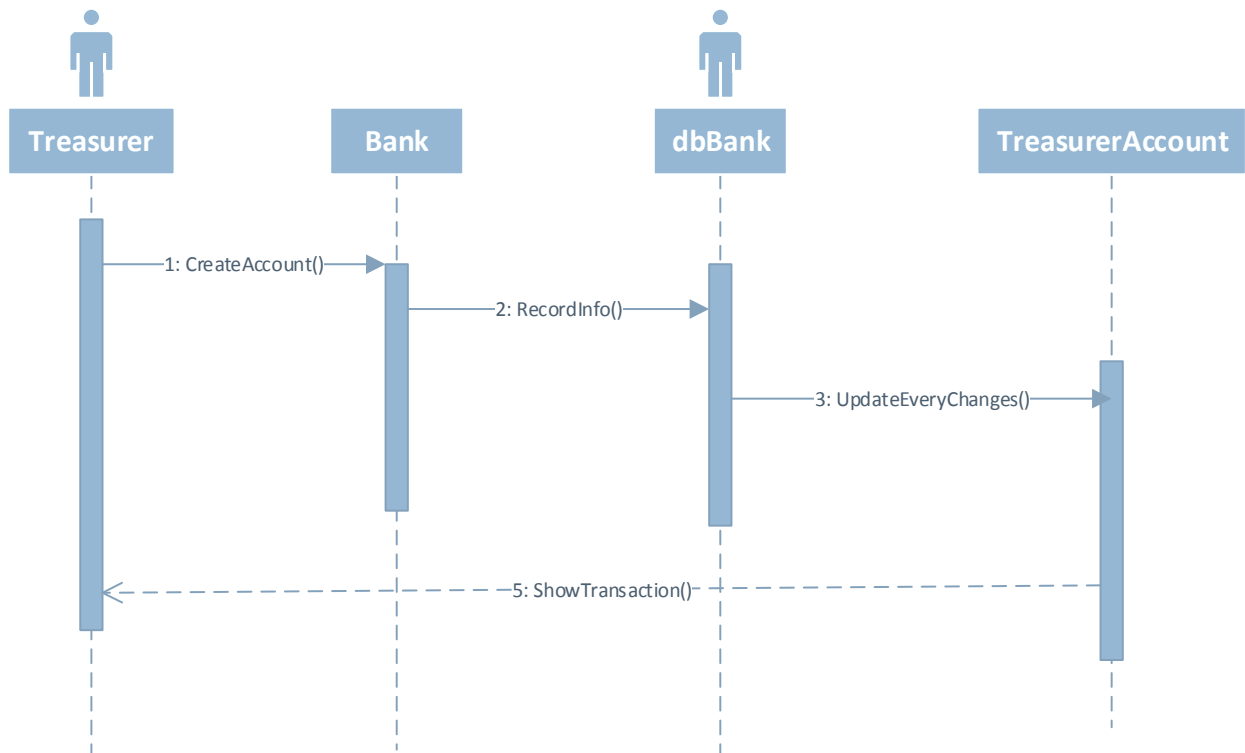 Treasurer
Bank
dbBank
TreasurerAccount
1: CreateAccount()
2: RecordInfo()
3: UpdateEveryChanges()
5: ShowTransaction()